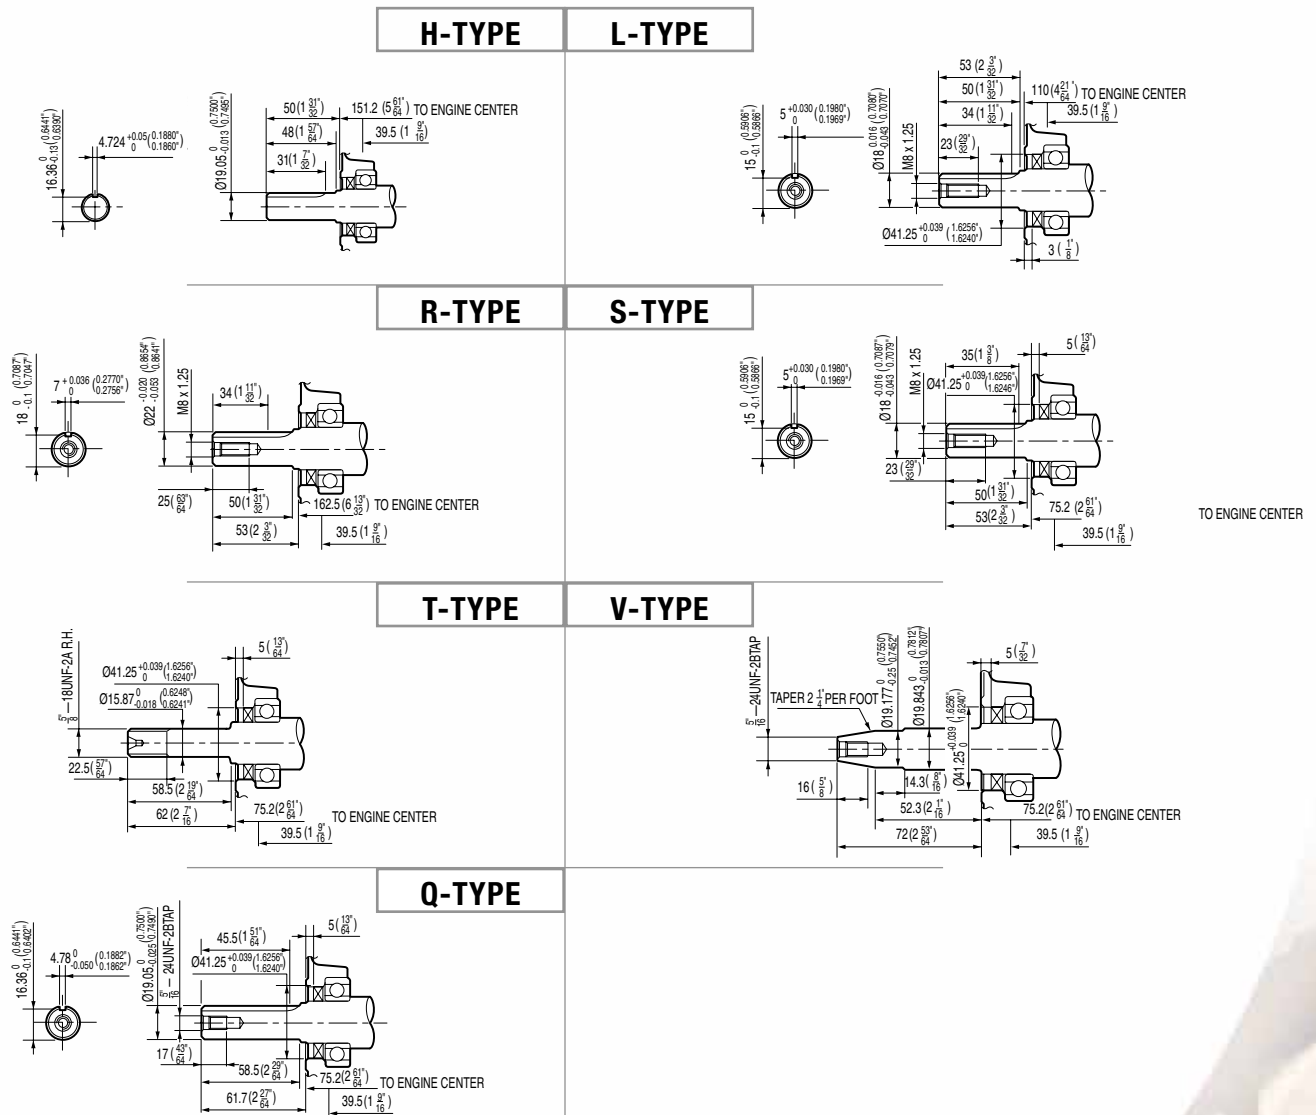 H-TYPE
L-TYPE
16.36 0 -0.13 (0.6441" 0.6390")
4.724 +0.05 0 (0.1880" 0.1860")
Ø19.05 0 -0.013 (0.7500" 0.7495")
50(1 31/32")
151.2 (5 61/64") TO ENGINE CENTER
48(1 57/64")
39.5 (1 9/16")
31(1 7/32")
15 0 -0.1 (0.5906" 0.5866")
5 +0.030 0 (0.1980" 0.1969")
Ø18 0.016 -0.043 (0.7080" 0.7070")
M8 x 1.25
53 (2 3/32")
50(1 31/32")
110(4 21/64") TO ENGINE CENTER
34 (1 11/32")
39.5(1 9/16")
23(29/32")
Ø41.25 +0.039 0 (1.6256" 1.6240")
3 (1/8")
R-TYPE
S-TYPE
18 0 -0.1 (0.7087" 0.7047")
7 +0.036 0 (0.2770" 0.2756")
Ø22 -0.020 -0.053 (0.8654" 0.8641")
M8 x 1.25
34 (1 11/32")
25(63/64")
50(1 31/32")
162.5(6 13/32") TO ENGINE CENTER
53 (2 3/32")
39.5 (1 9/16")
15 0 -0.1 (0.5906" 0.5866")
5 +0.030 0 (0.1980" 0.1969")
Ø18 -0.016 -0.043 (0.7087" 0.7079")
M8 x 1.25
35(1 3/8")
5(13/64")
Ø41.25 +0.039 0 (1.6256" 1.6246")
23 (29/32")
50(1 31/32")
75.2 (2 61/64")
53(2 3/32")
TO ENGINE CENTER
39.5 (1 9/16")
T-TYPE
V-TYPE
5/8"—18UNF-2A R.H.
5 (13/64")
Ø41.25 +0.039 0 (1.6256" 1.6240")
Ø15.87 0 -0.018 (0.6248" 0.6241")
22.5(57/64")
58.5 (2 19/64")
62 (2 7/16")
75.2(2 61/64")
TO ENGINE CENTER
39.5 (1 9/16")
5/16"—24UNF-2BTAP
TAPER 2 1/4" PER FOOT
Ø19.177 0 -0.25 (0.7550" 0.7452")
Ø19.843 0 -0.013 (0.7812" 0.7807")
Ø41.25 +0.039 0 (1.6256" 1.6240")
5 (7/32")
16 (5/8")
14.3(8/16")
52.3(2 1/16")
75.2(2 61/64") TO ENGINE CENTER
72(2 53/64")
39.5 (1 9/16")
Q-TYPE
16.36 0 -0.1 (0.6441" 0.6402")
4.78 0 -0.050 (0.1882" 0.1862")
Ø19.05 0 -0.025 (0.7500" 0.7490")
5/16" — 24UNF-2BTAP
45.5(1 51/64")
5 (13/64")
Ø41.25 +0.039 0 (1.6256" 1.6240")
17 (43/64")
58.5(2 29/64")
75.2(2 61/64")
TO ENGINE CENTER
61.7(2 27/64")
39.5(1 9/16")